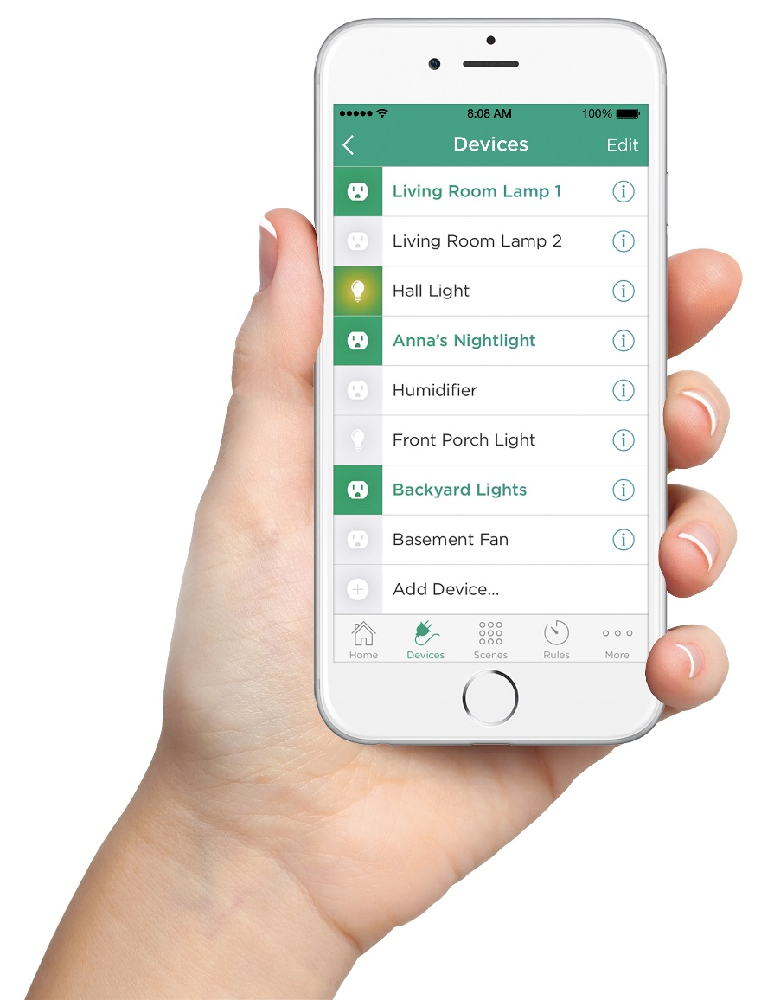 8:08 AM 100%
Devices Edit
Living Room Lamp 1 i
Living Room Lamp 2 i
Hall Light i
Anna’s Nightlight i
Humidifier i
Front Porch Light i
Backyard Lights i
Basement Fan i
Add Device...
Home Devices Scenes Rules More